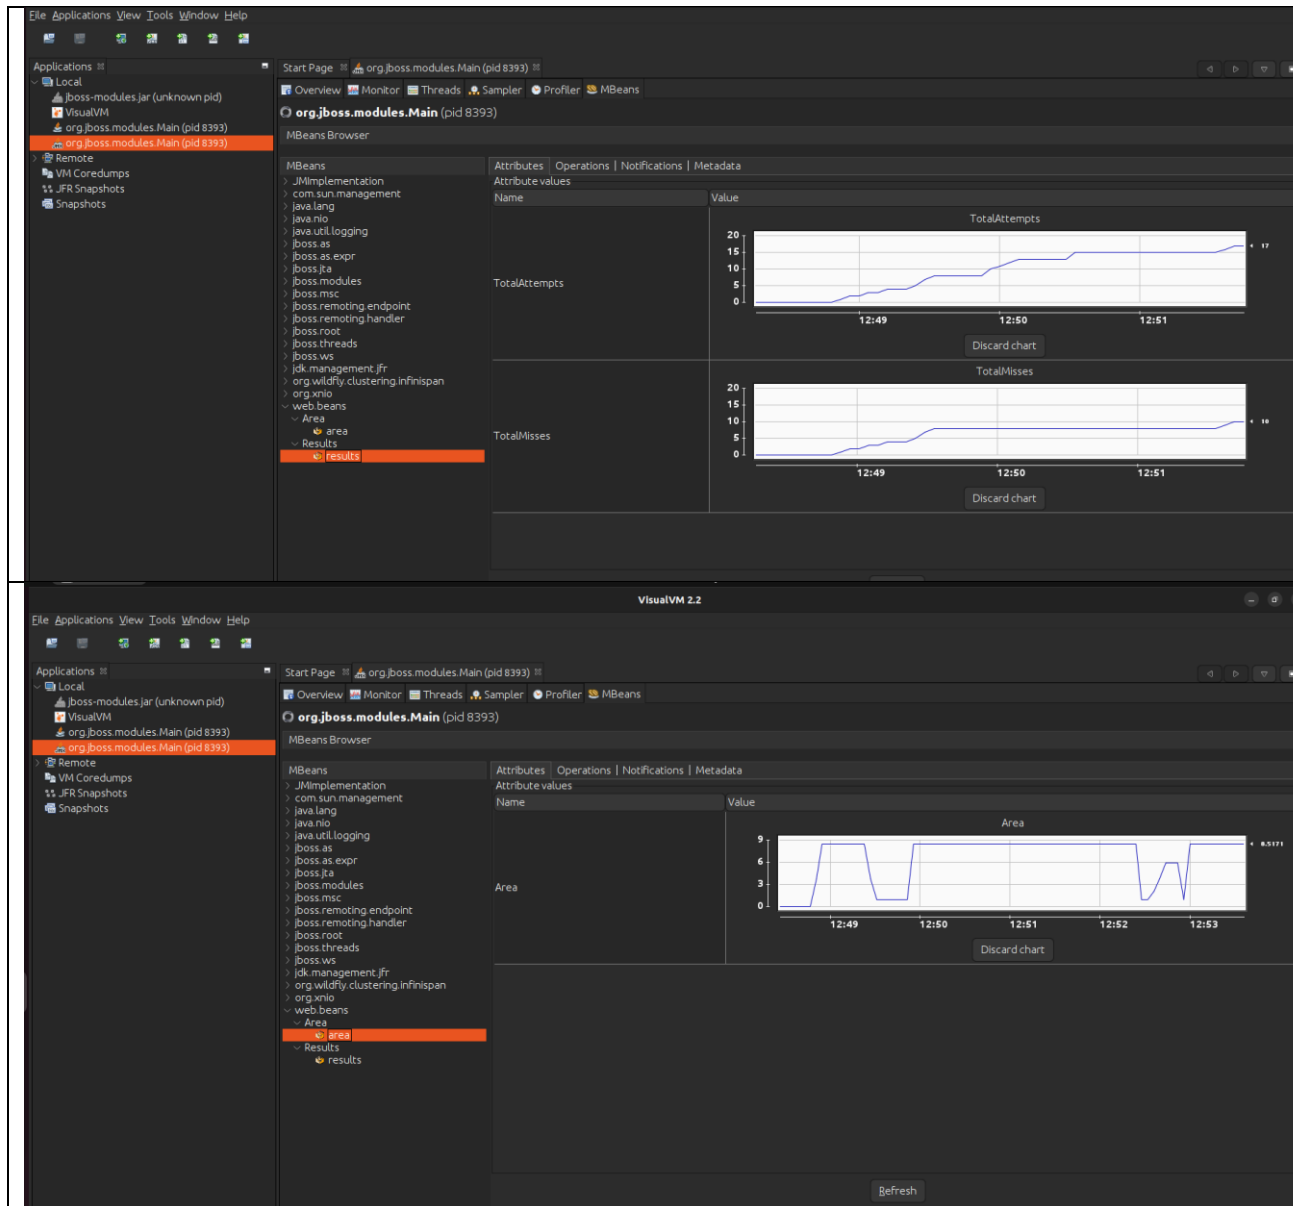 File Applications View Tools Window Help
Applications
Start Page org.jboss.modules.Main (pid 8393)
Local
jboss-modules.jar (unknown pid)
VisualVM
org.jboss.modules.Main (pid 8393)
org.jboss.modules.Main (pid 8393)
Remote
VM Coredumps
JFR Snapshots
Snapshots
Overview Monitor Threads Sampler Profiler MBeans
org.jboss.modules.Main (pid 8393)
MBeans Browser
MBeans
JMImplementation
com.sun.management
java.lang
java.nio
java.util.logging
jboss.as
jboss.as.expr
jboss.jta
jboss.modules
jboss.msc
jboss.remoting.endpoint
jboss.remoting.handler
jboss.root
jboss.threads
jboss.ws
jdk.management.jfr
org.wildfly.clustering.infinispan
org.xnio
web.beans
Area
area
Results
results
Attributes Operations | Notifications | Metadata
Attribute values
Name Value
TotalAttempts
TotalAttempts
20
15
10
5
0
17
12:49 12:50 12:51
Discard chart
TotalMisses
TotalMisses
20
15
10
5
0
10
12:49 12:50 12:51
Discard chart
VisualVM 2.2
File Applications View Tools Window Help
Applications
Start Page org.jboss.modules.Main (pid 8393)
Local
jboss-modules.jar (unknown pid)
VisualVM
org.jboss.modules.Main (pid 8393)
org.jboss.modules.Main (pid 8393)
Remote
VM Coredumps
JFR Snapshots
Snapshots
Overview Monitor Threads Sampler Profiler MBeans
org.jboss.modules.Main (pid 8393)
MBeans Browser
MBeans
JMImplementation
com.sun.management
java.lang
java.nio
java.util.logging
jboss.as
jboss.as.expr
jboss.jta
jboss.modules
jboss.msc
jboss.remoting.endpoint
jboss.remoting.handler
jboss.root
jboss.threads
jboss.ws
jdk.management.jfr
org.wildfly.clustering.infinispan
org.xnio
web.beans
Area
area
Results
results
Attributes Operations | Notifications | Metadata
Attribute values
Name Value
Area
Area
9
6
3
0
8.5171
12:49 12:50 12:51 12:52 12:53
Discard chart
Refresh